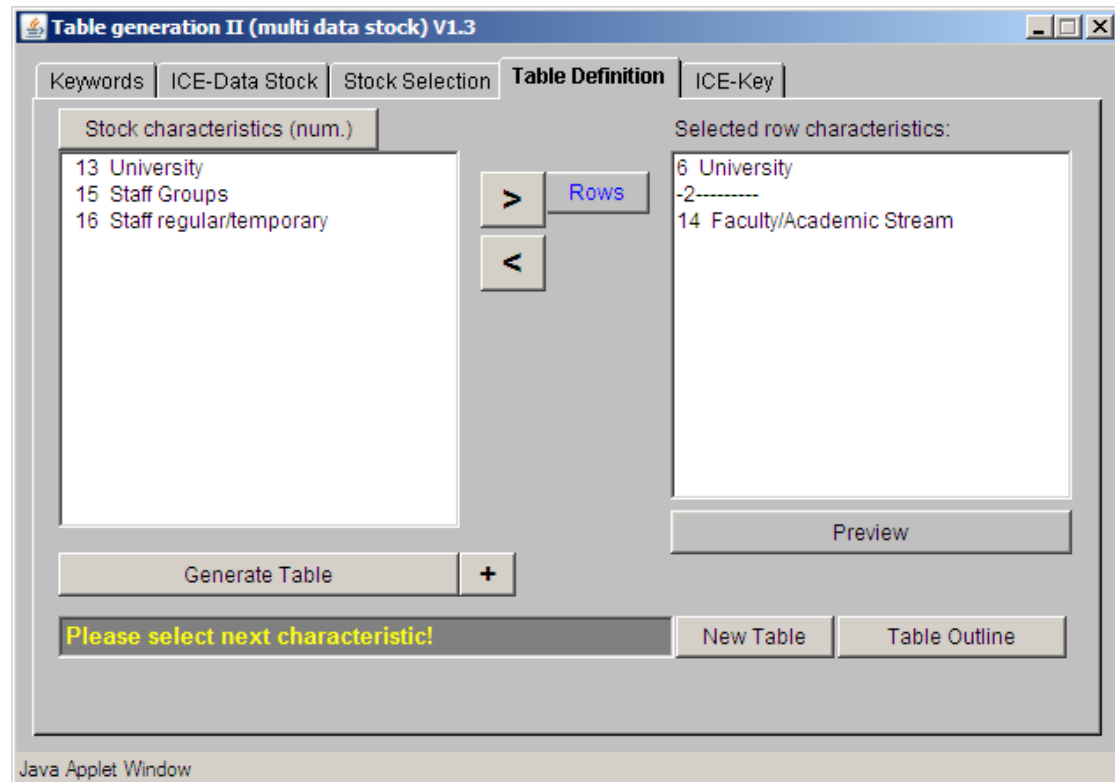 Table generation II (multi data stock) V1.3
Keywords ICE-Data Stock Stock Selection Table Definition ICE-Key
Stock characteristics (num.)
Selected row characteristics:
13 University
15 Staff Groups
16 Staff regular/temporary
>
Rows
<
6 University
-2---------
14 Faculty/Academic Stream
Preview
Generate Table +
Please select next characteristic!
New Table
Table Outline
Java Applet Window